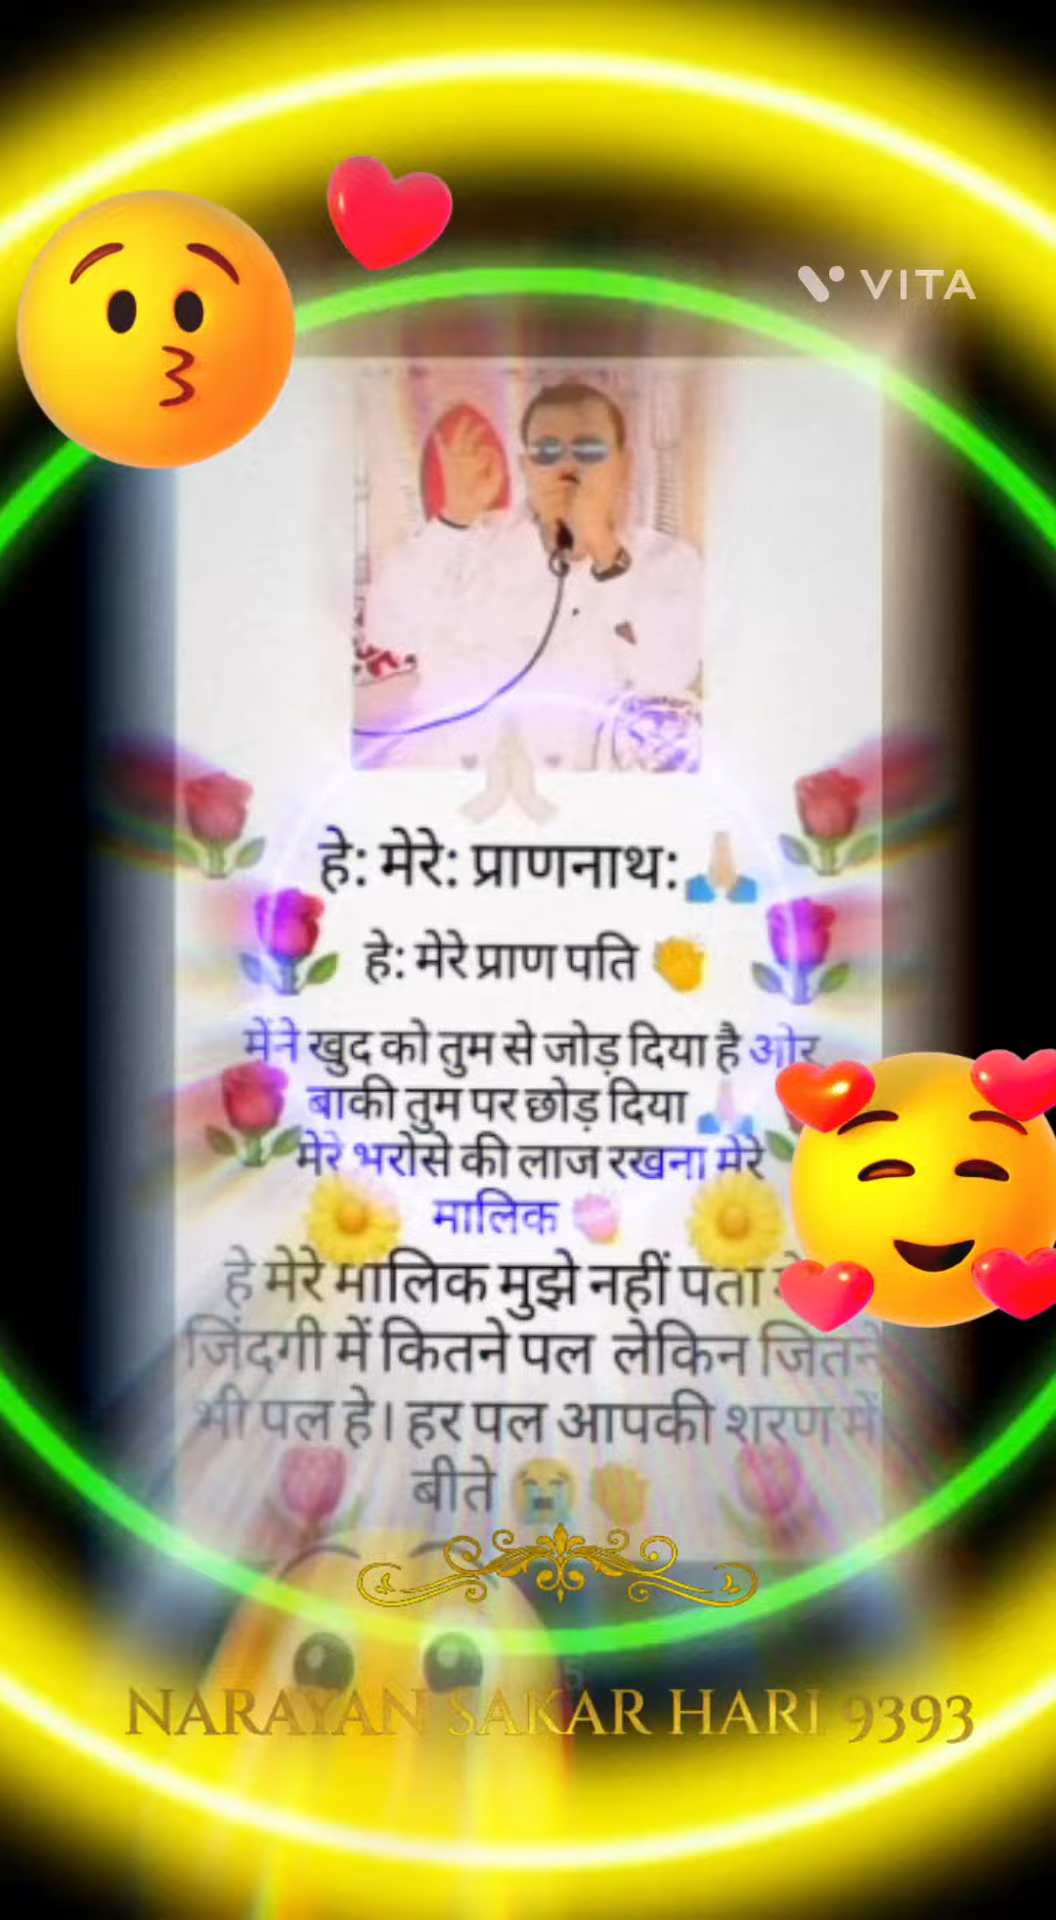 VITA
हे: मेरे: प्राणनाथ:
हे: मेरे प्राण पति
मेंने खुद को तुम से जोड़ दिया है ओर
बाकी तुम पर छोड़ दिया
मेरे भरोसे की लाज रखना मेरे
मालिक
हे मेरे मालिक मुझे नहीं पता
जिंदगी में कितने पल लेकिन जितने
भी पल हे। हर पल आपकी शरण में
बीते
NARAYAN SAKAR HARI 9393